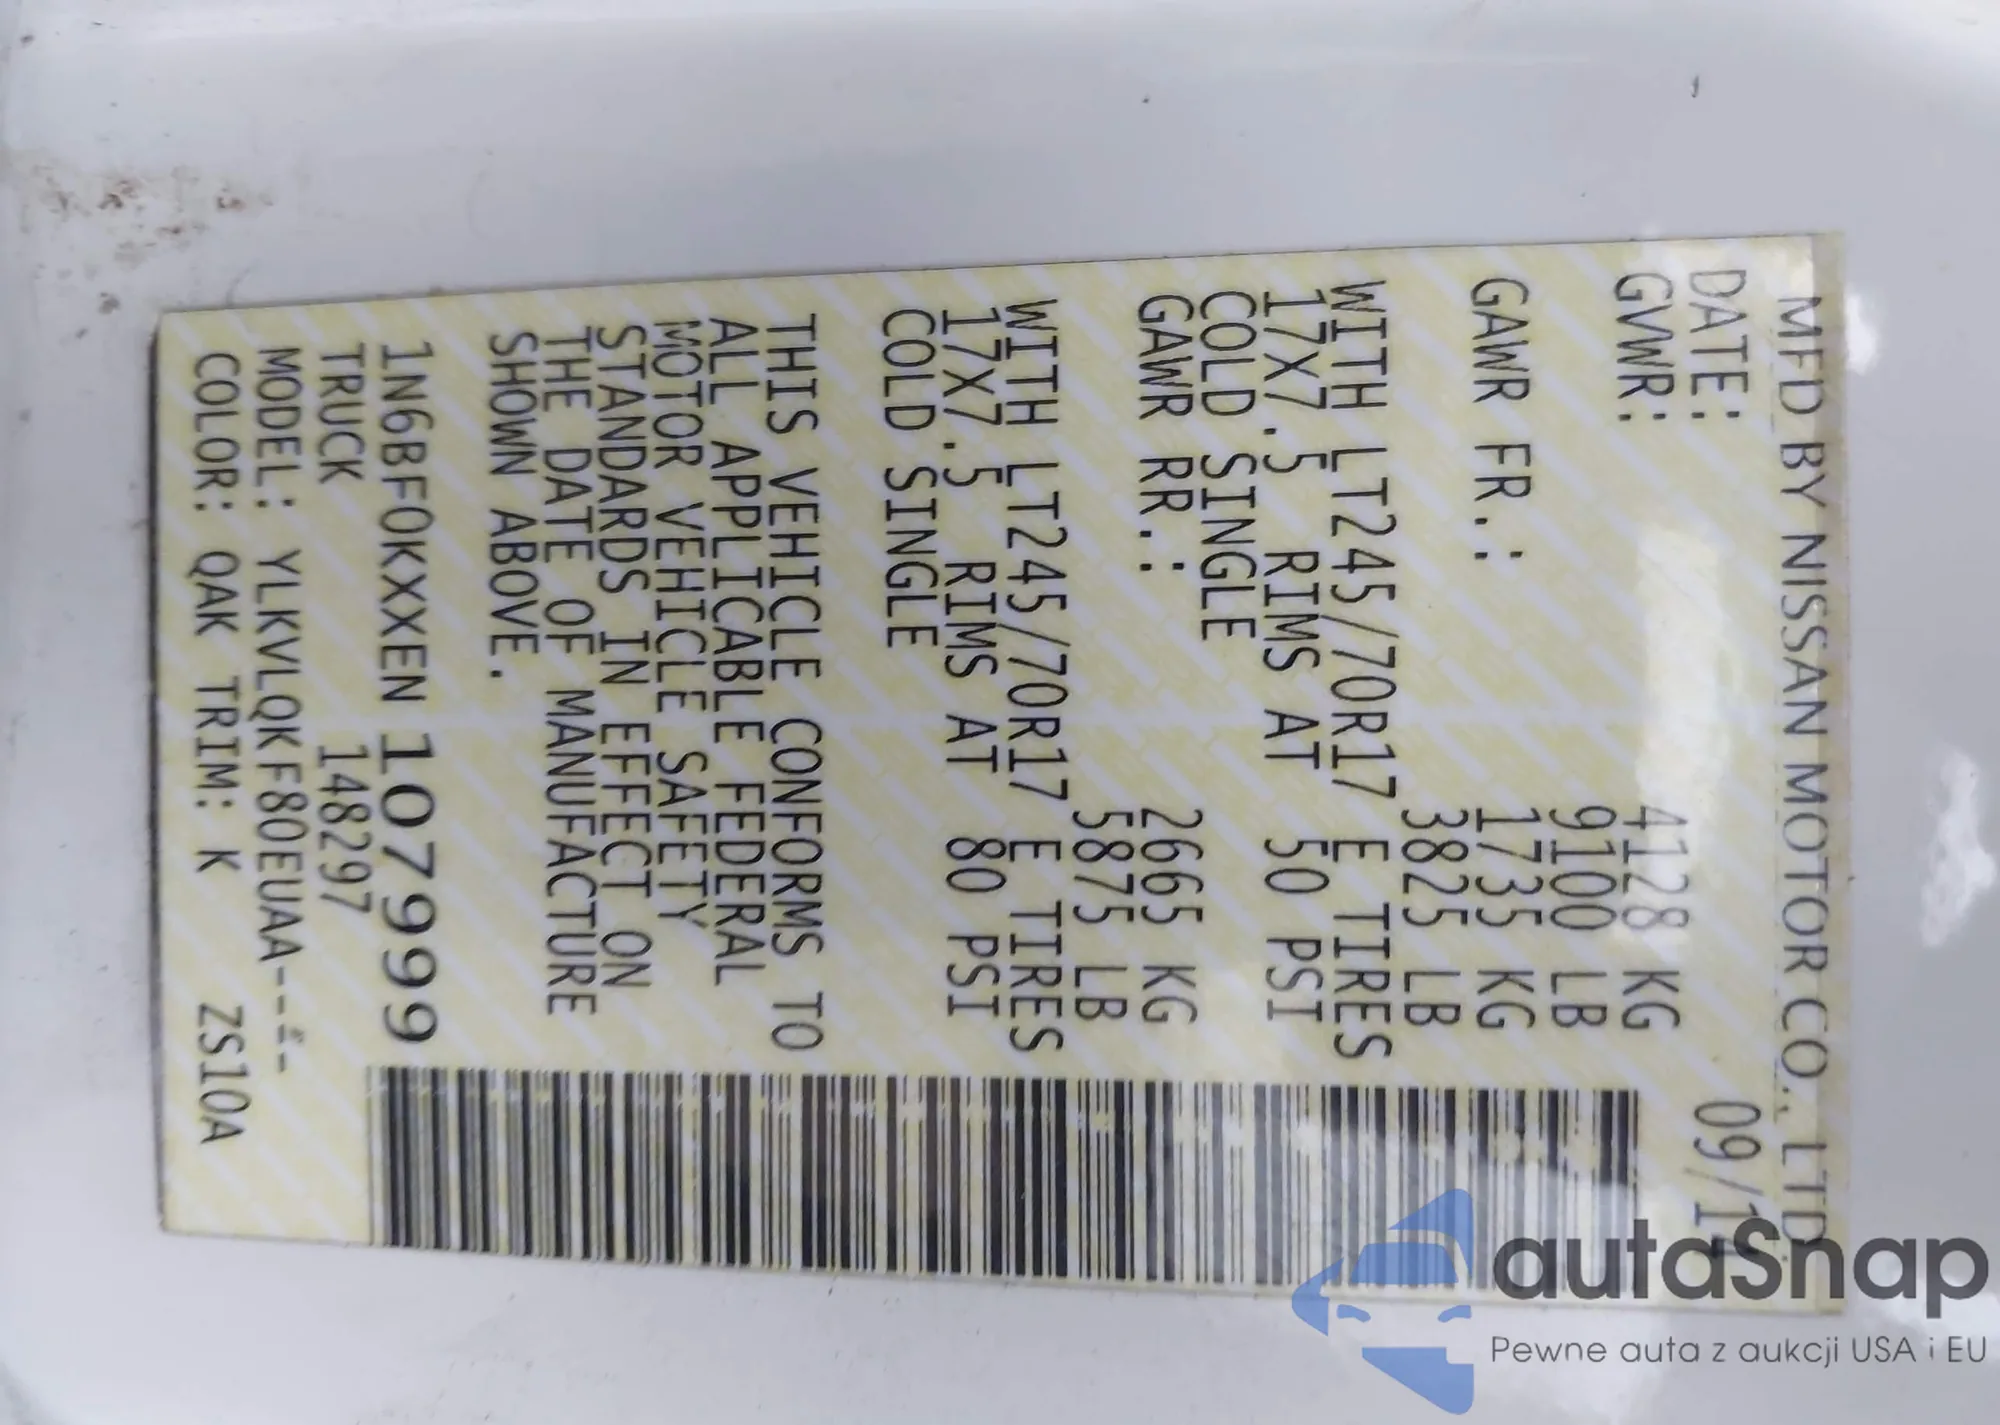 MFD BY NISSAN MOTOR CO., LTD.
DATE: 09/14
GVWR: 4128 KG
9100 LB
GAWR FR.: 1735 KG
3825 LB
WITH LT245/70R17 E TIRES
17X7.5 RIMS AT 50 PSI
COLD SINGLE
GAWR RR.: 2665 KG
5875 LB
WITH LT245/70R17 E TIRES
17X7.5 RIMS AT 80 PSI
COLD SINGLE
THIS VEHICLE CONFORMS TO
ALL APPLICABLE FEDERAL
MOTOR VEHICLE SAFETY
STANDARDS IN EFFECT ON
THE DATE OF MANUFACTURE
SHOWN ABOVE.
1N6BF0KXXEN107999
TRUCK 148297
MODEL: YLKVLQKF80EUAA-----
COLOR: QAK TRIM: K ZS10A
autaSnap
Pewne auta z aukcji USA i EU